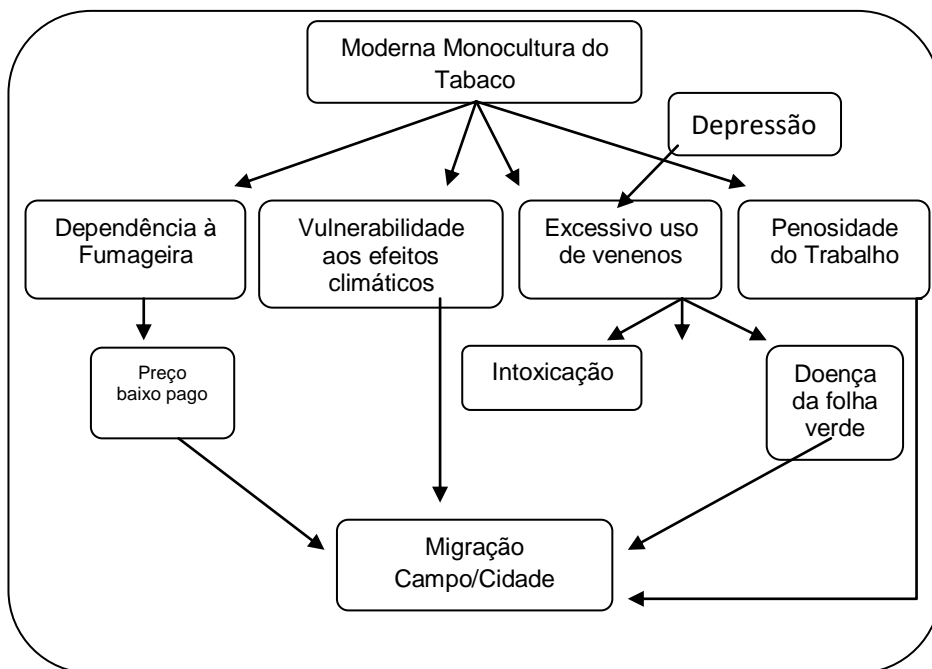 Moderna Monocultura do
Tabaco
Depressão
Dependência à
Fumageira
Vulnerabilidade
aos efeitos
climáticos
Excessivo uso
de venenos
Penosidade
do Trabalho
Preço
baixo pago
Intoxicação
Doença
da folha
verde
Migração
Campo/Cidade